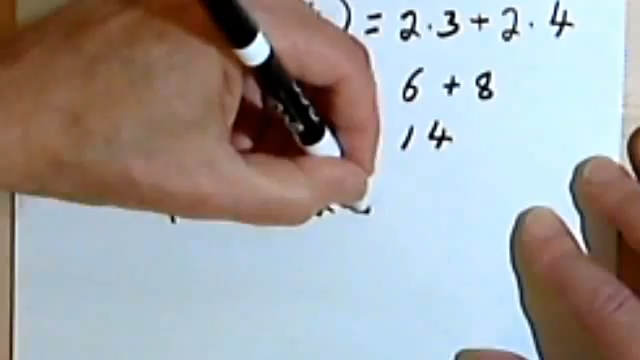 ) = 2·3+2·4
6 + 8
14